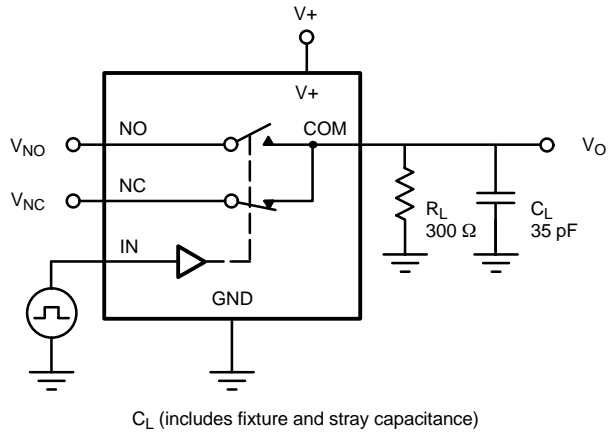 V+
V+
V_NO
NO
COM
V_O
V_NC
NC
R_L
300 Ω
C_L
35 pF
IN
GND
C_L (includes fixture and stray capacitance)